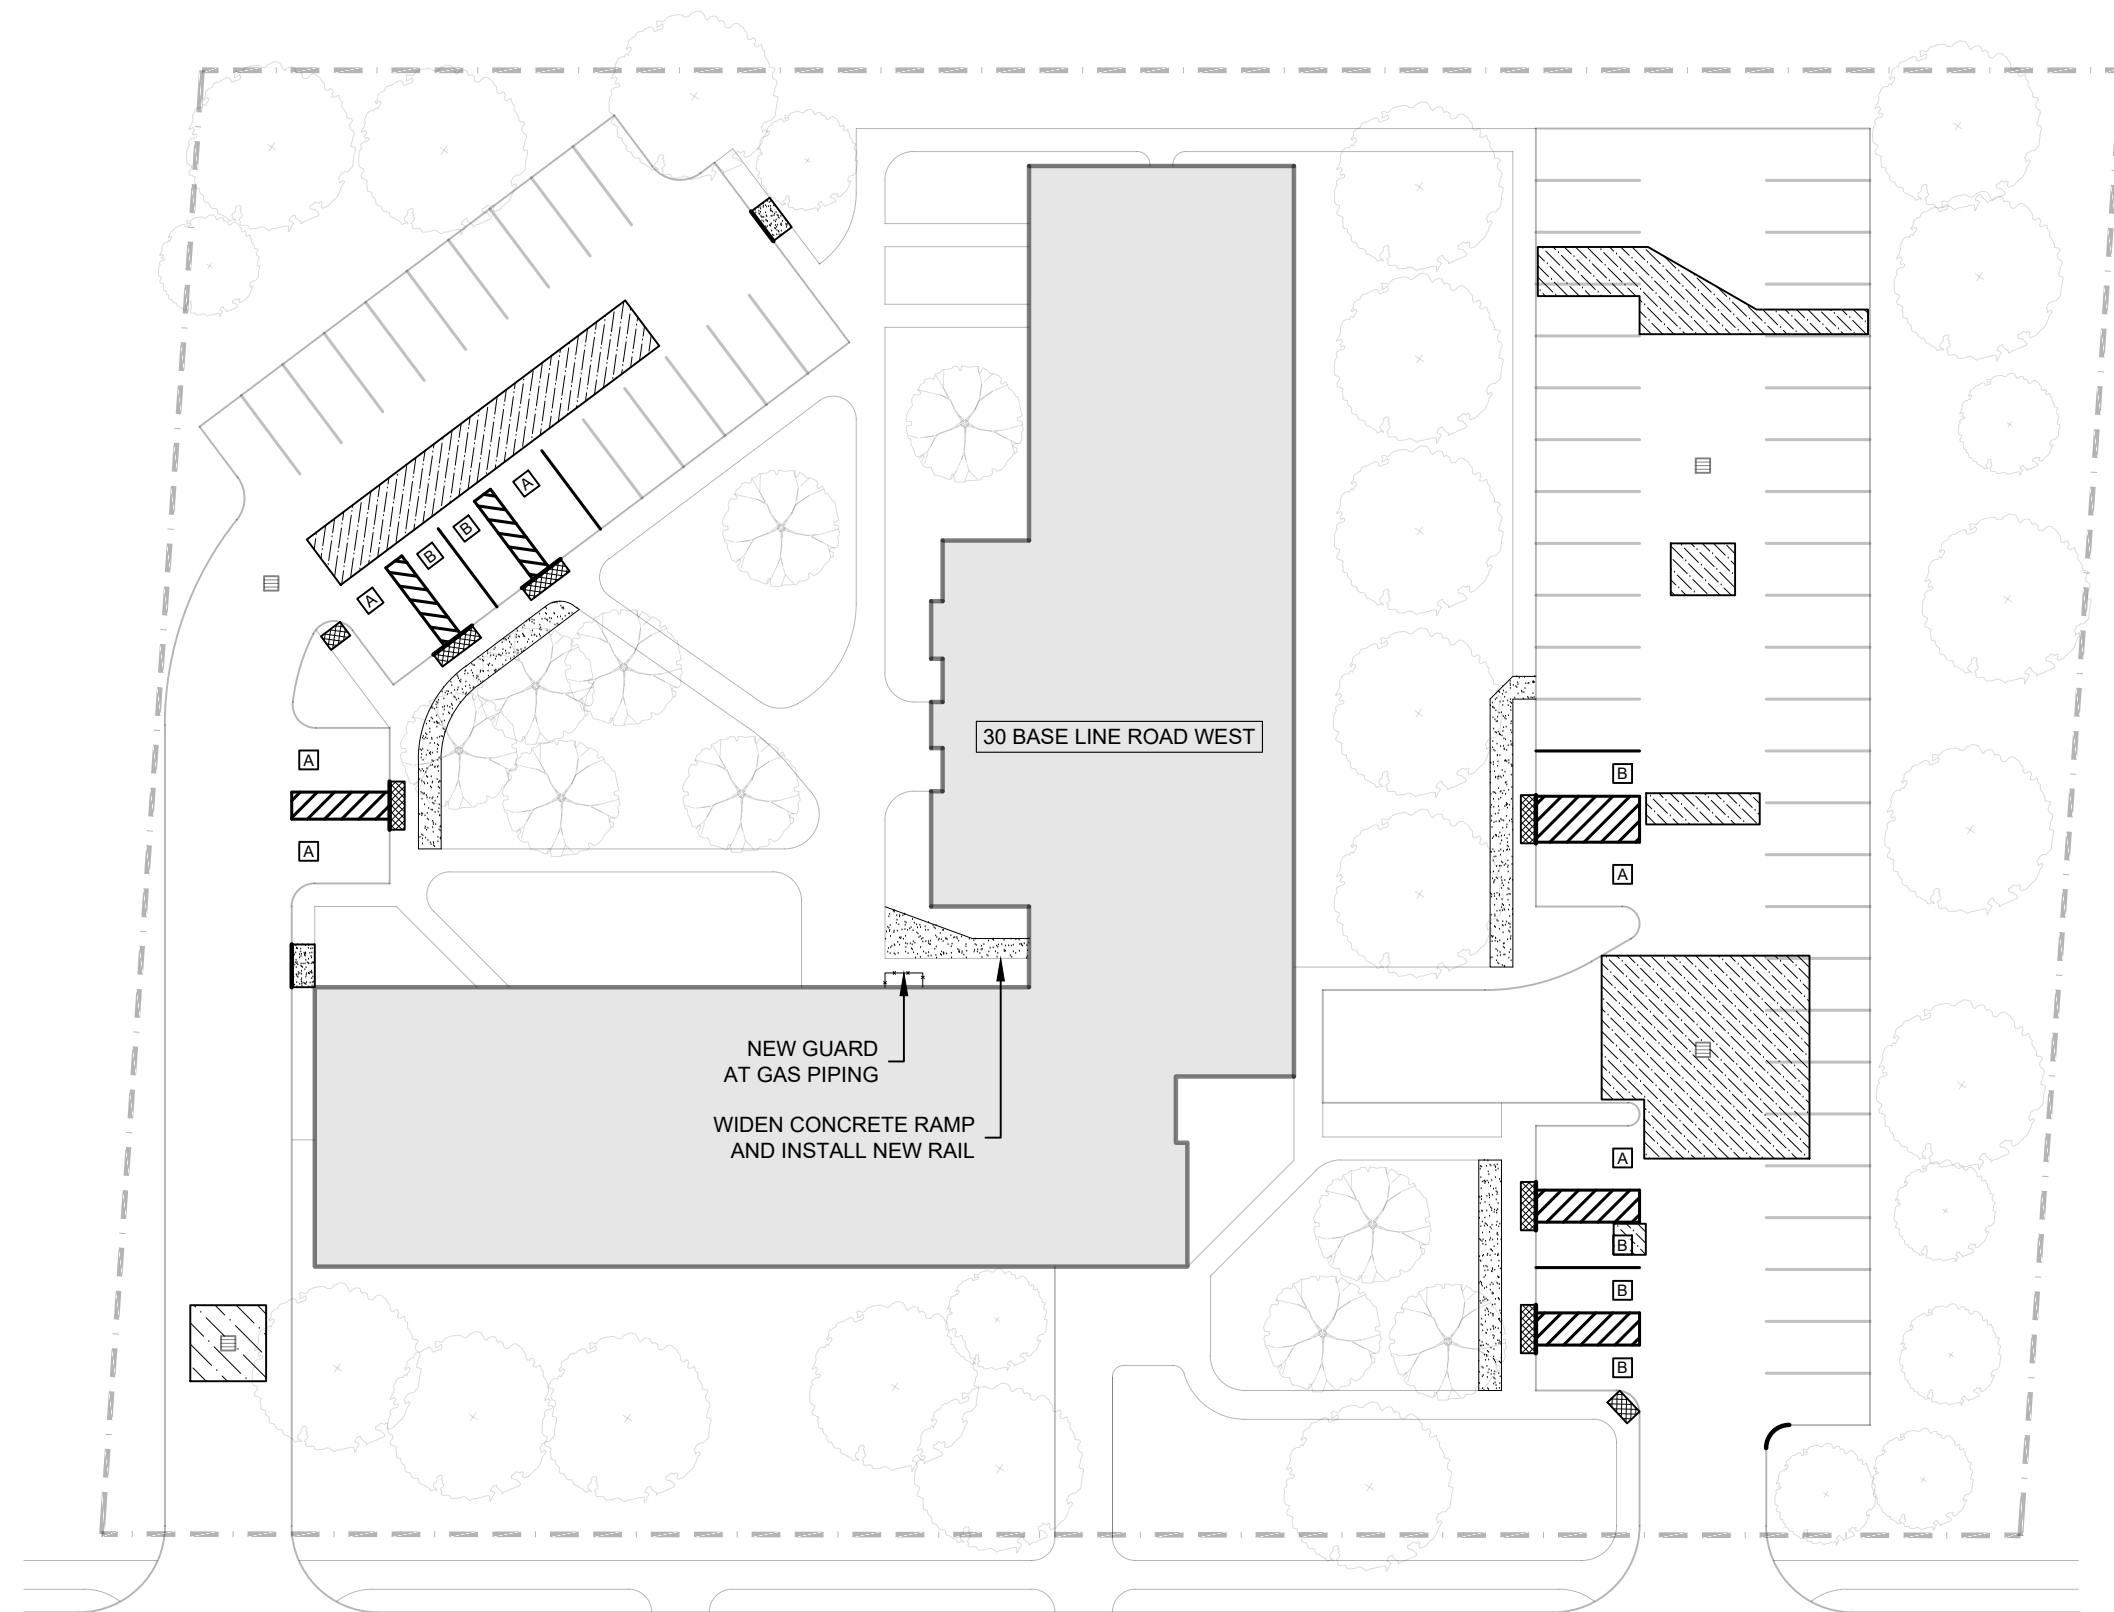 A
B
B
A
30 BASE LINE ROAD WEST
A
B
A
A
NEW GUARD
AT GAS PIPING
WIDEN CONCRETE RAMP
AND INSTALL NEW RAIL
A
B
B
B